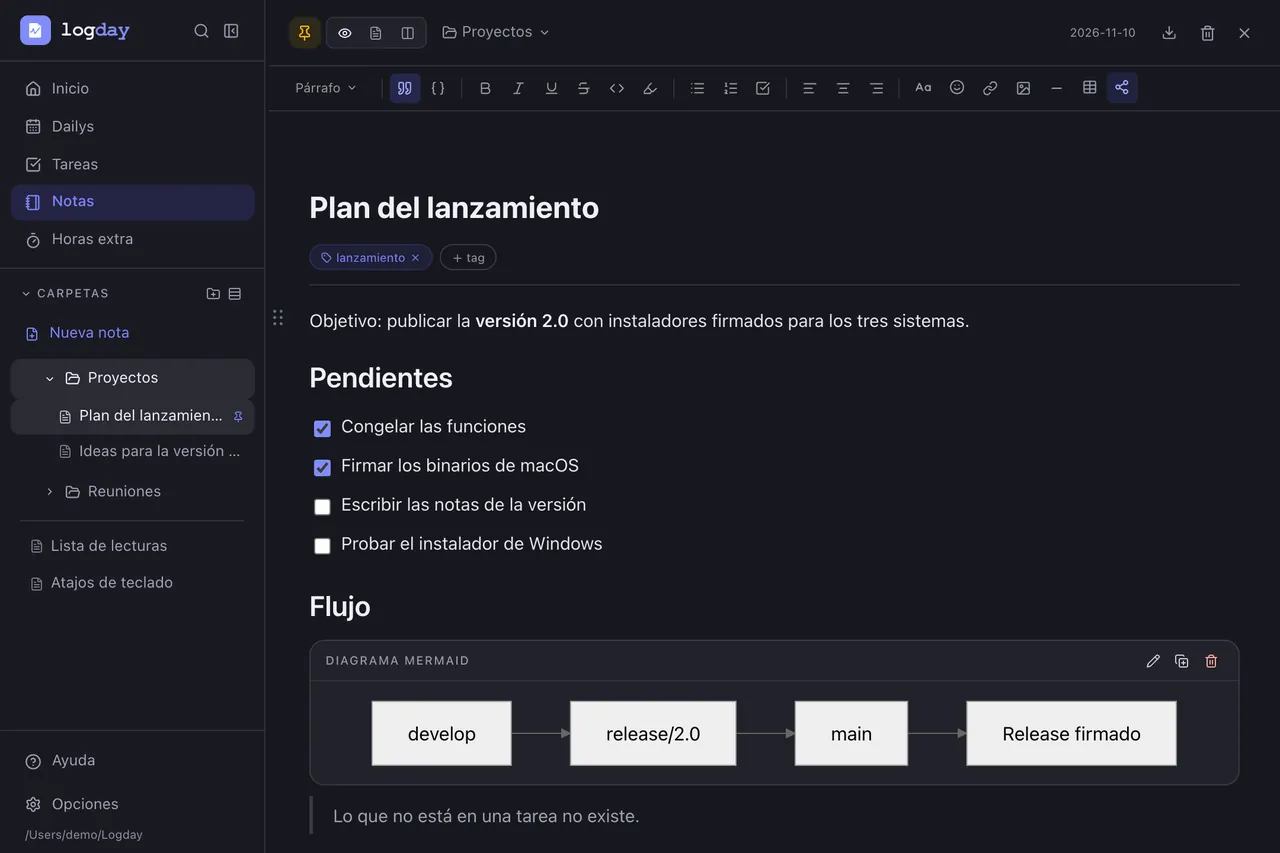 logday
Inicio
Dailys
Tareas
Notas
Horas extra
CARPETAS
Nueva nota
Proyectos
Plan del lanzamien...
Ideas para la versión ...
Reuniones
Lista de lecturas
Atajos de teclado
Ayuda
Opciones
/Users/demo/Logday
Proyectos
2026-11-10
Párrafo
Aa
Plan del lanzamiento
lanzamiento × + tag
Objetivo: publicar la versión 2.0 con instaladores firmados para los tres sistemas.
Pendientes
Congelar las funciones
Firmar los binarios de macOS
Escribir las notas de la versión
Probar el instalador de Windows
Flujo
DIAGRAMA MERMAID
develop release/2.0 main Release firmado
Lo que no está en una tarea no existe.